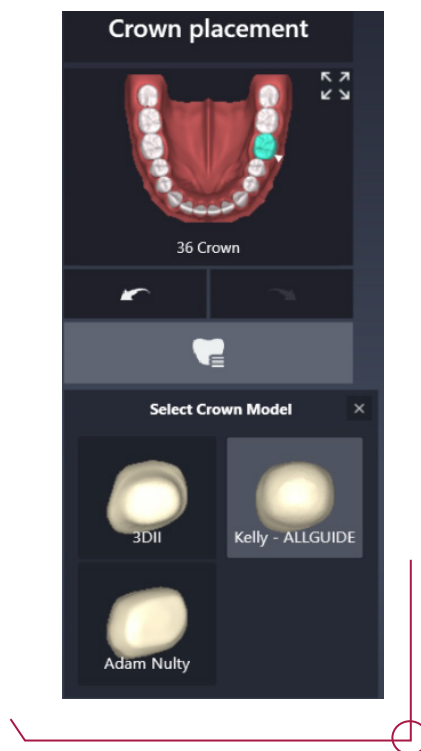 Crown placement
36 Crown
Select Crown Model
3DII
Kelly - ALLGUIDE
Adam Nulty